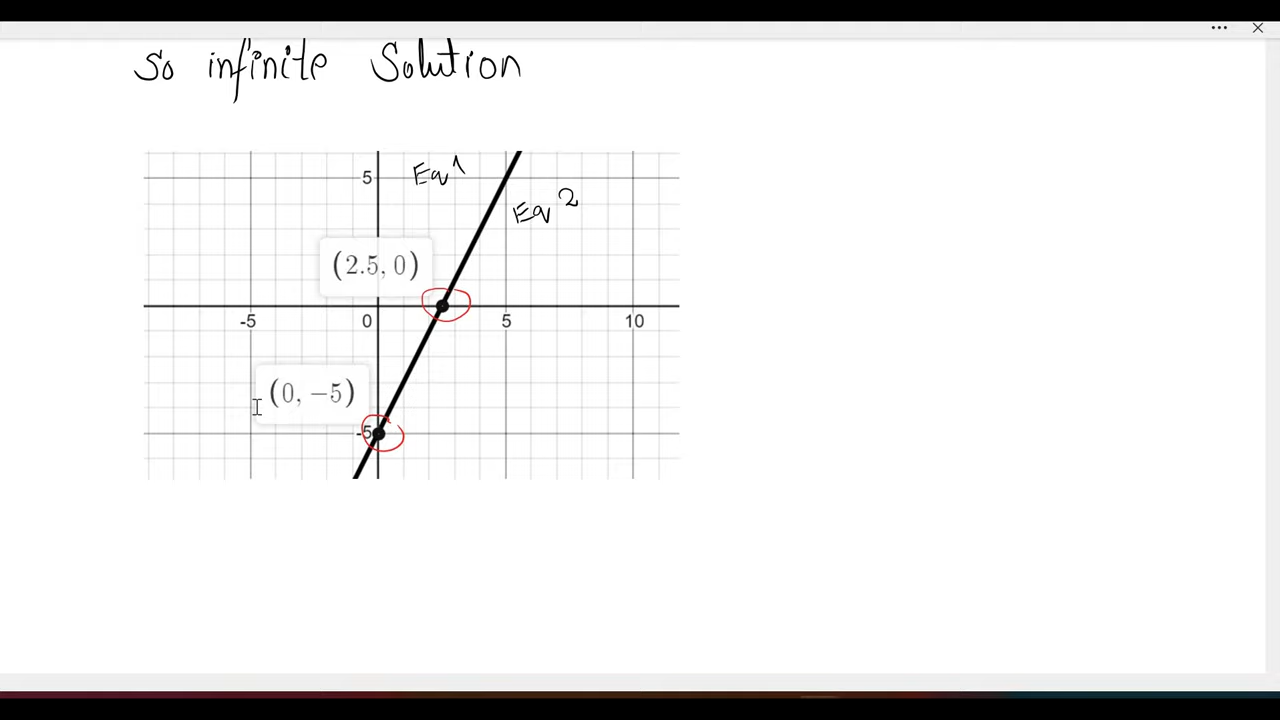 So infinite Solution
5
Eq 1
Eq 2
(2.5, 0)
-5
0
5
10
(0, −5)
-5